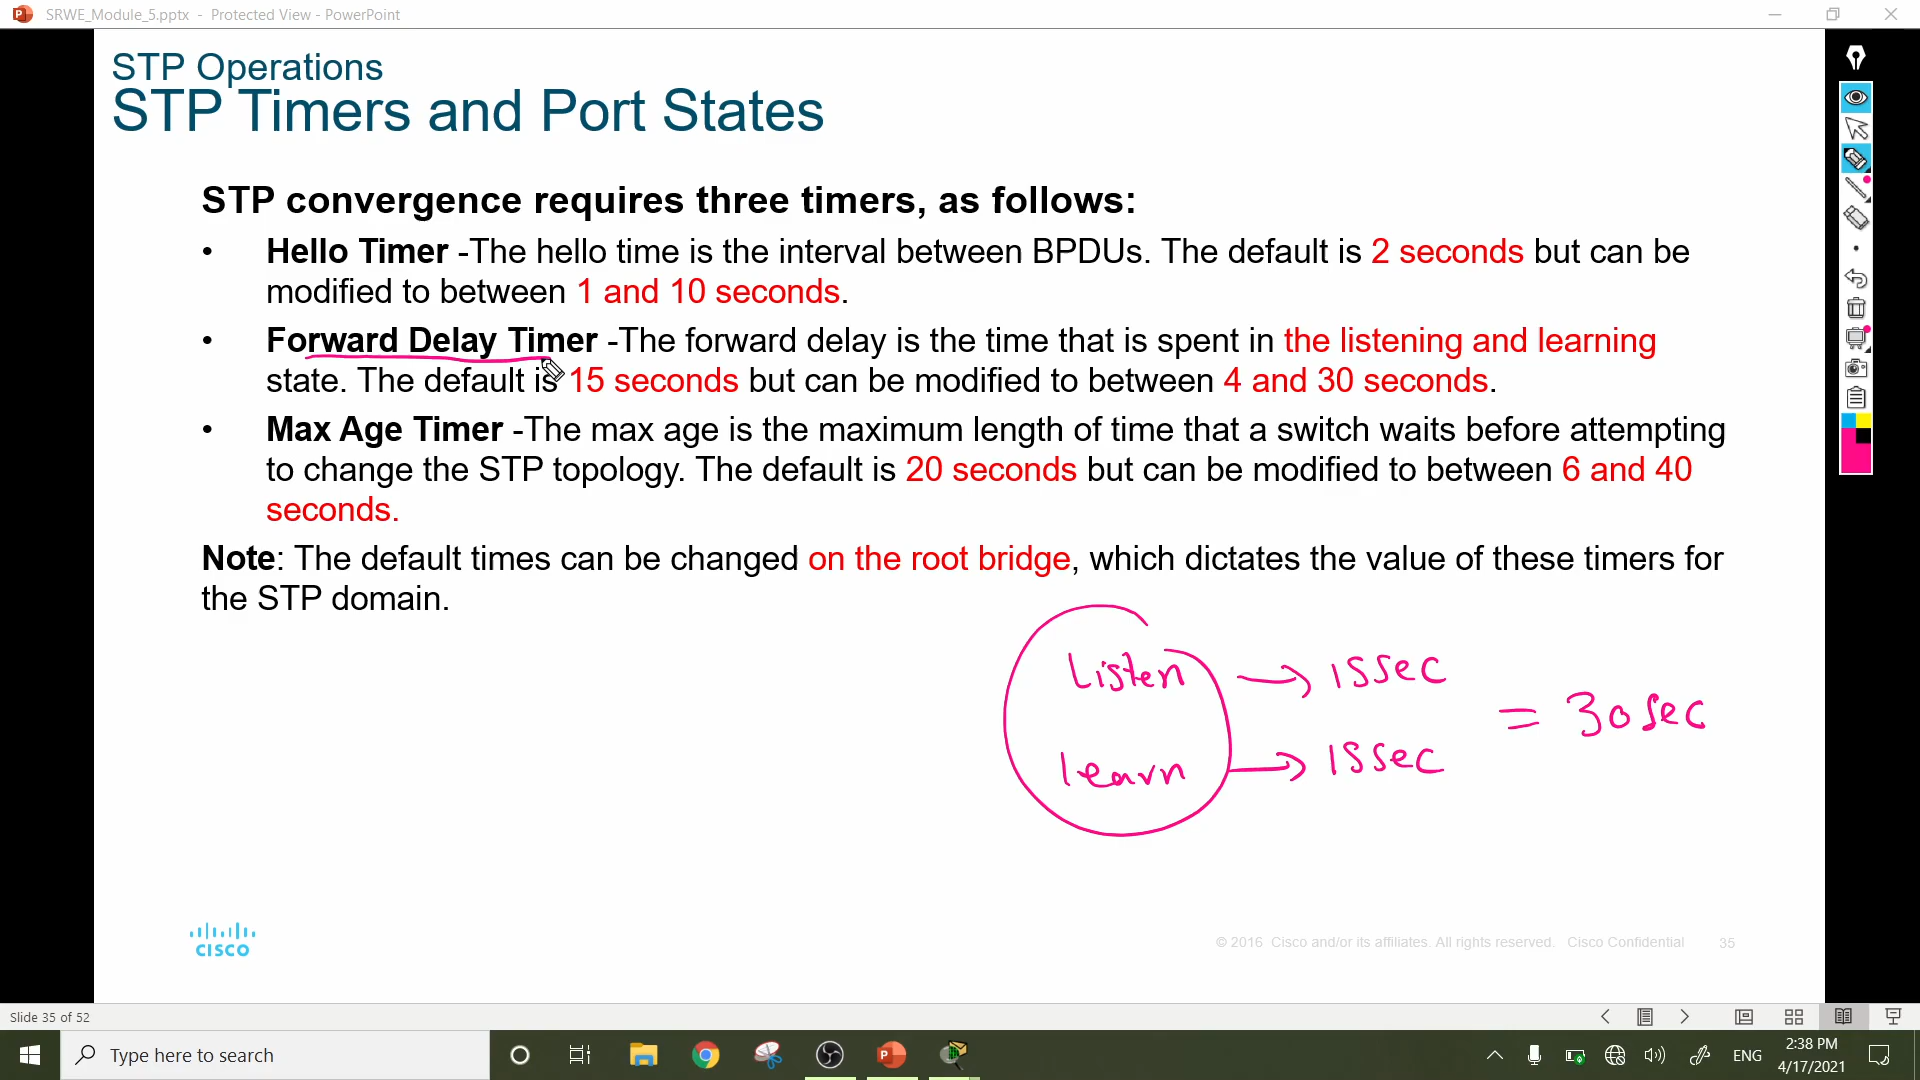 SRWE_Module_5.pptx - Protected View - PowerPoint
STP Operations
STP Timers and Port States
STP convergence requires three timers, as follows:
• Hello Timer -The hello time is the interval between BPDUs. The default is 2 seconds but can be
modified to between 1 and 10 seconds.
• Forward Delay Timer -The forward delay is the time that is spent in the listening and learning
state. The default is 15 seconds but can be modified to between 4 and 30 seconds.
• Max Age Timer -The max age is the maximum length of time that a switch waits before attempting
to change the STP topology. The default is 20 seconds but can be modified to between 6 and 40
seconds.
Note: The default times can be changed on the root bridge, which dictates the value of these timers for
the STP domain.
Listen → 15sec
= 30sec
learn → 15sec
CISCO
© 2016 Cisco and/or its affiliates. All rights reserved. Cisco Confidential 35
Slide 35 of 52
Type here to search
ENG
2:38 PM
4/17/2021